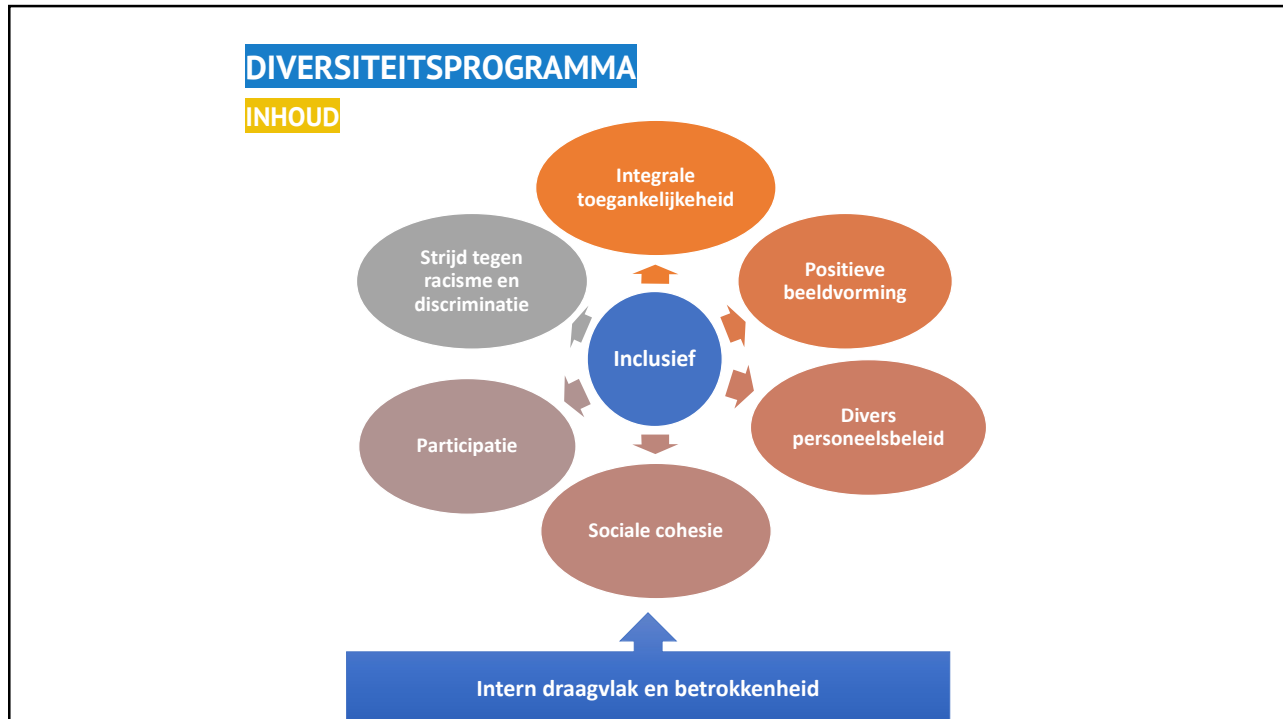 DIVERSITEITSPROGRAMMA
INHOUD
Integrale
toegankelijkeheid
Strijd tegen
racisme en
discriminatie
Positieve
beeldvorming
Inclusief
Participatie
Divers
personeelsbeleid
Sociale cohesie
Intern draagvlak en betrokkenheid